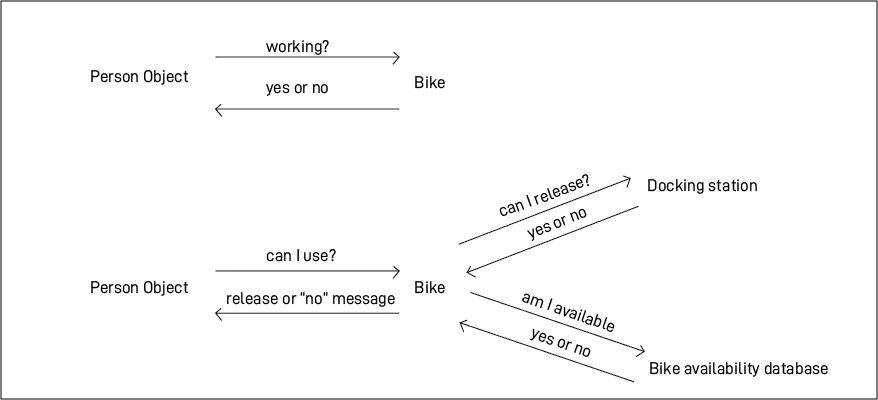 working?
Person Object
Bike
yes or no
can I release?
Docking station
yes or no
can I use?
Person Object
Bike
release or "no" message
am I available
yes or no
Bike availability database